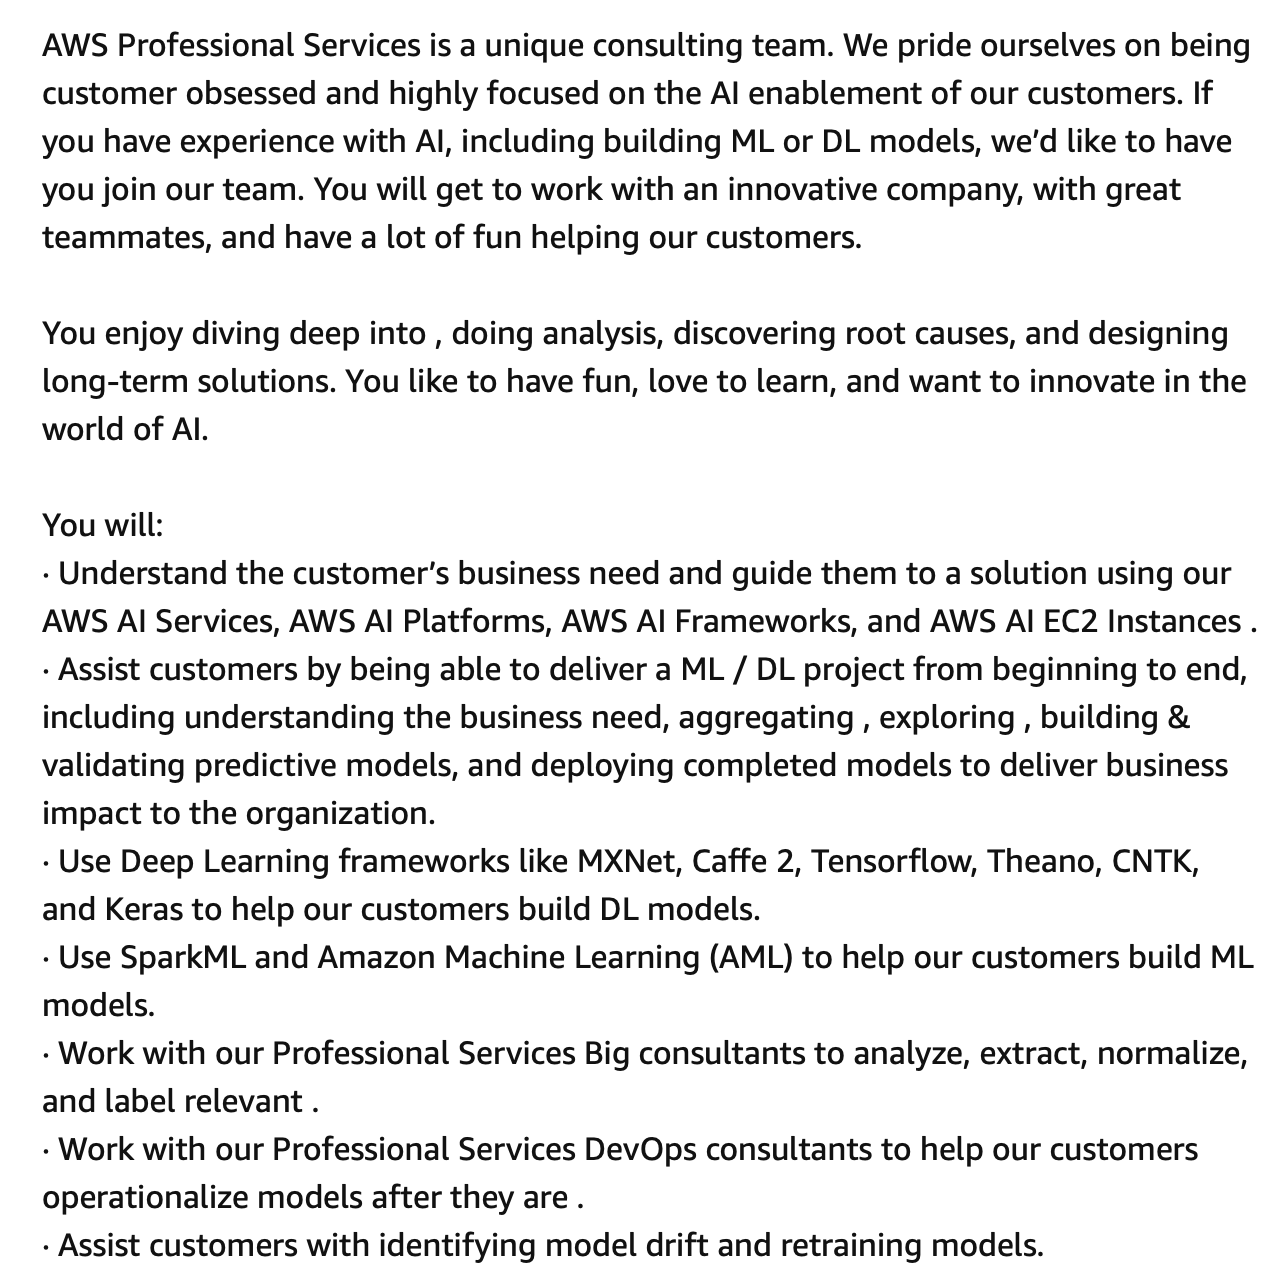 AWS Professional Services is a unique consulting team. We pride ourselves on being
customer obsessed and highly focused on the AI enablement of our customers. If
you have experience with AI, including building ML or DL models, we’d like to have
you join our team. You will get to work with an innovative company, with great
teammates, and have a lot of fun helping our customers.
You enjoy diving deep into , doing analysis, discovering root causes, and designing
long-term solutions. You like to have fun, love to learn, and want to innovate in the
world of AI.
You will:
· Understand the customer’s business need and guide them to a solution using our
AWS AI Services, AWS AI Platforms, AWS AI Frameworks, and AWS AI EC2 Instances .
· Assist customers by being able to deliver a ML / DL project from beginning to end,
including understanding the business need, aggregating , exploring , building &
validating predictive models, and deploying completed models to deliver business
impact to the organization.
· Use Deep Learning frameworks like MXNet, Caffe 2, Tensorflow, Theano, CNTK,
and Keras to help our customers build DL models.
· Use SparkML and Amazon Machine Learning (AML) to help our customers build ML
models.
· Work with our Professional Services Big consultants to analyze, extract, normalize,
and label relevant .
· Work with our Professional Services DevOps consultants to help our customers
operationalize models after they are .
· Assist customers with identifying model drift and retraining models.